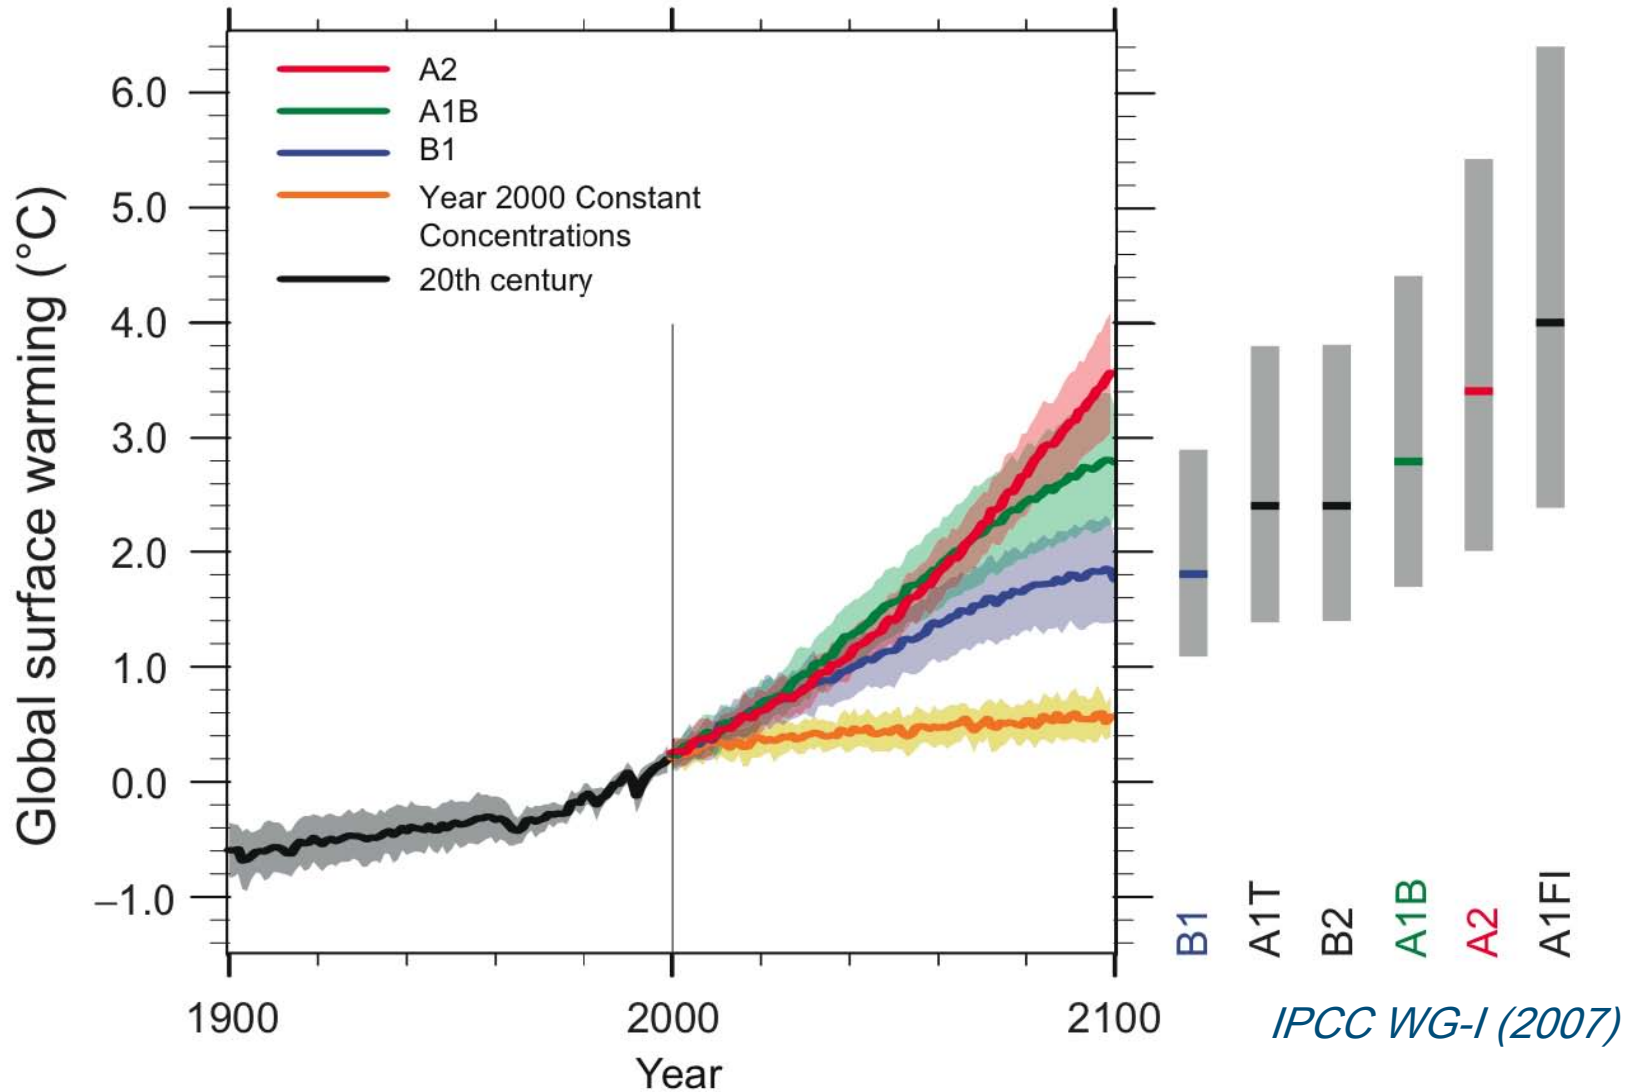 Global surface warming (°C)
6.0
5.0
4.0
3.0
2.0
1.0
0.0
–1.0
A2
A1B
B1
Year 2000 Constant
Concentrations
20th century
1900
2000
2100
Year
B1
A1T
B2
A1B
A2
A1FI
IPCC WG-I (2007)